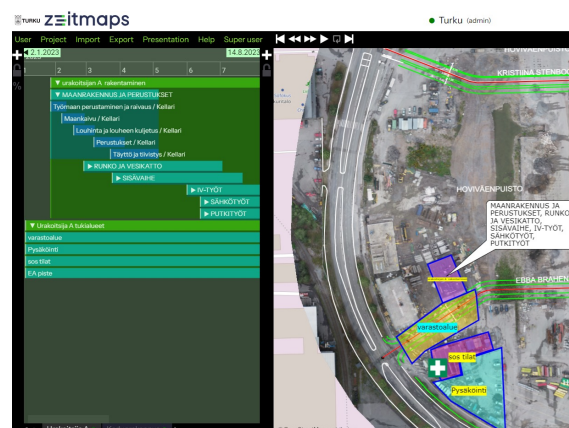 TURKU zeitmaps
Turku (admin)
User Project Import Export Presentation Help Super user
2.1.2023
14.8.2023
2023
1 2 3 4 5 6 7
%
▼ urakoitsijan A rakentaminen
▼ MAANRAKENNUS JA PERUSTUKSET
Työmaan perustaminen ja raivaus / Kellari
Maankaivu / Kellari
Louhinta ja louheen kuljetus / Kellari
Perustukset / Kellari
Täyttö ja tiivistys / Kellari
▶ RUNKO JA VESIKATTO
▶ SISÄVAIHE
▶ IV-TYÖT
▶ SÄHKÖTYÖT
▶ PUTKITYÖT
▼ Urakoitsija A tukialueet
varastoalue
Pysäköinti
sos tilat
EA piste
KRISTIINA STENBO
HOVIVÄENPUISTO
MAANRAKENNUS JA
PERUSTUKSET, RUNKO
JA VESIKATTO,
SISÄVAIHE, IV-TYÖT,
SÄHKÖTYÖT,
PUTKITYÖT
EBBA BRAHEN
varastoalue
sos tilat
Pysäköinti